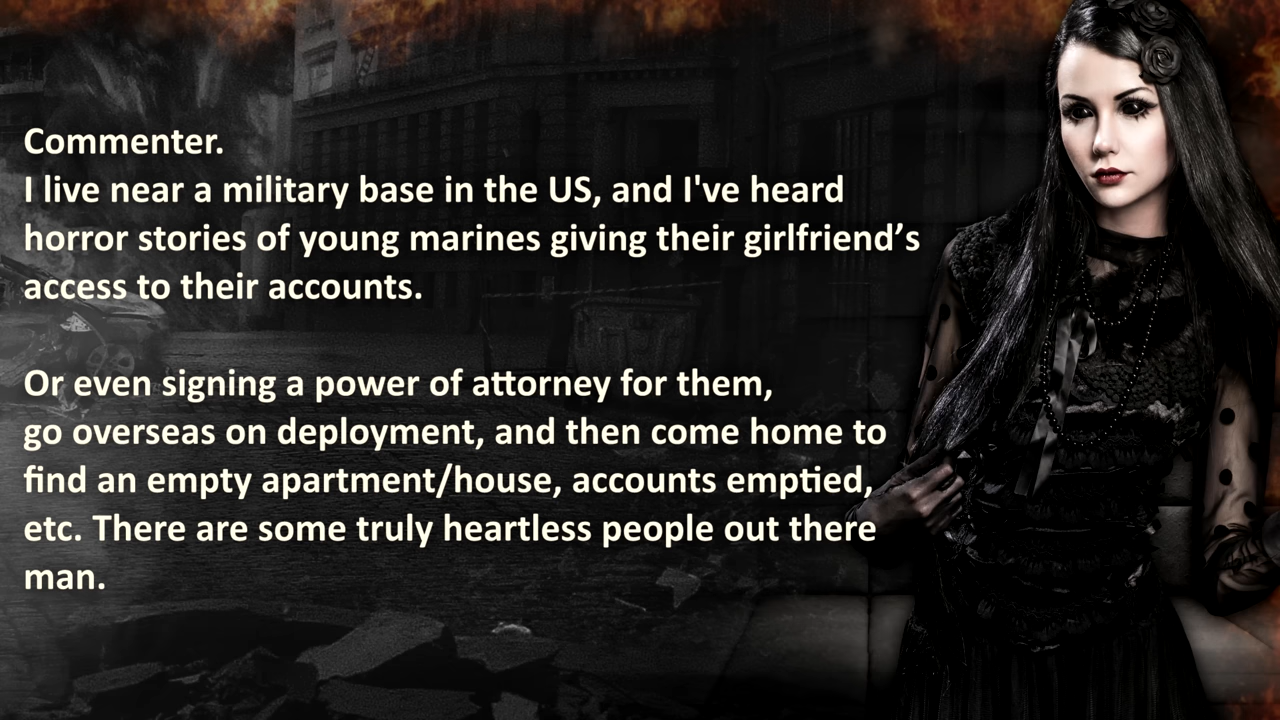 Commenter.
I live near a military base in the US, and I've heard
horror stories of young marines giving their girlfriend’s
access to their accounts.
Or even signing a power of attorney for them,
go overseas on deployment, and then come home to
find an empty apartment/house, accounts emptied,
etc. There are some truly heartless people out there
man.